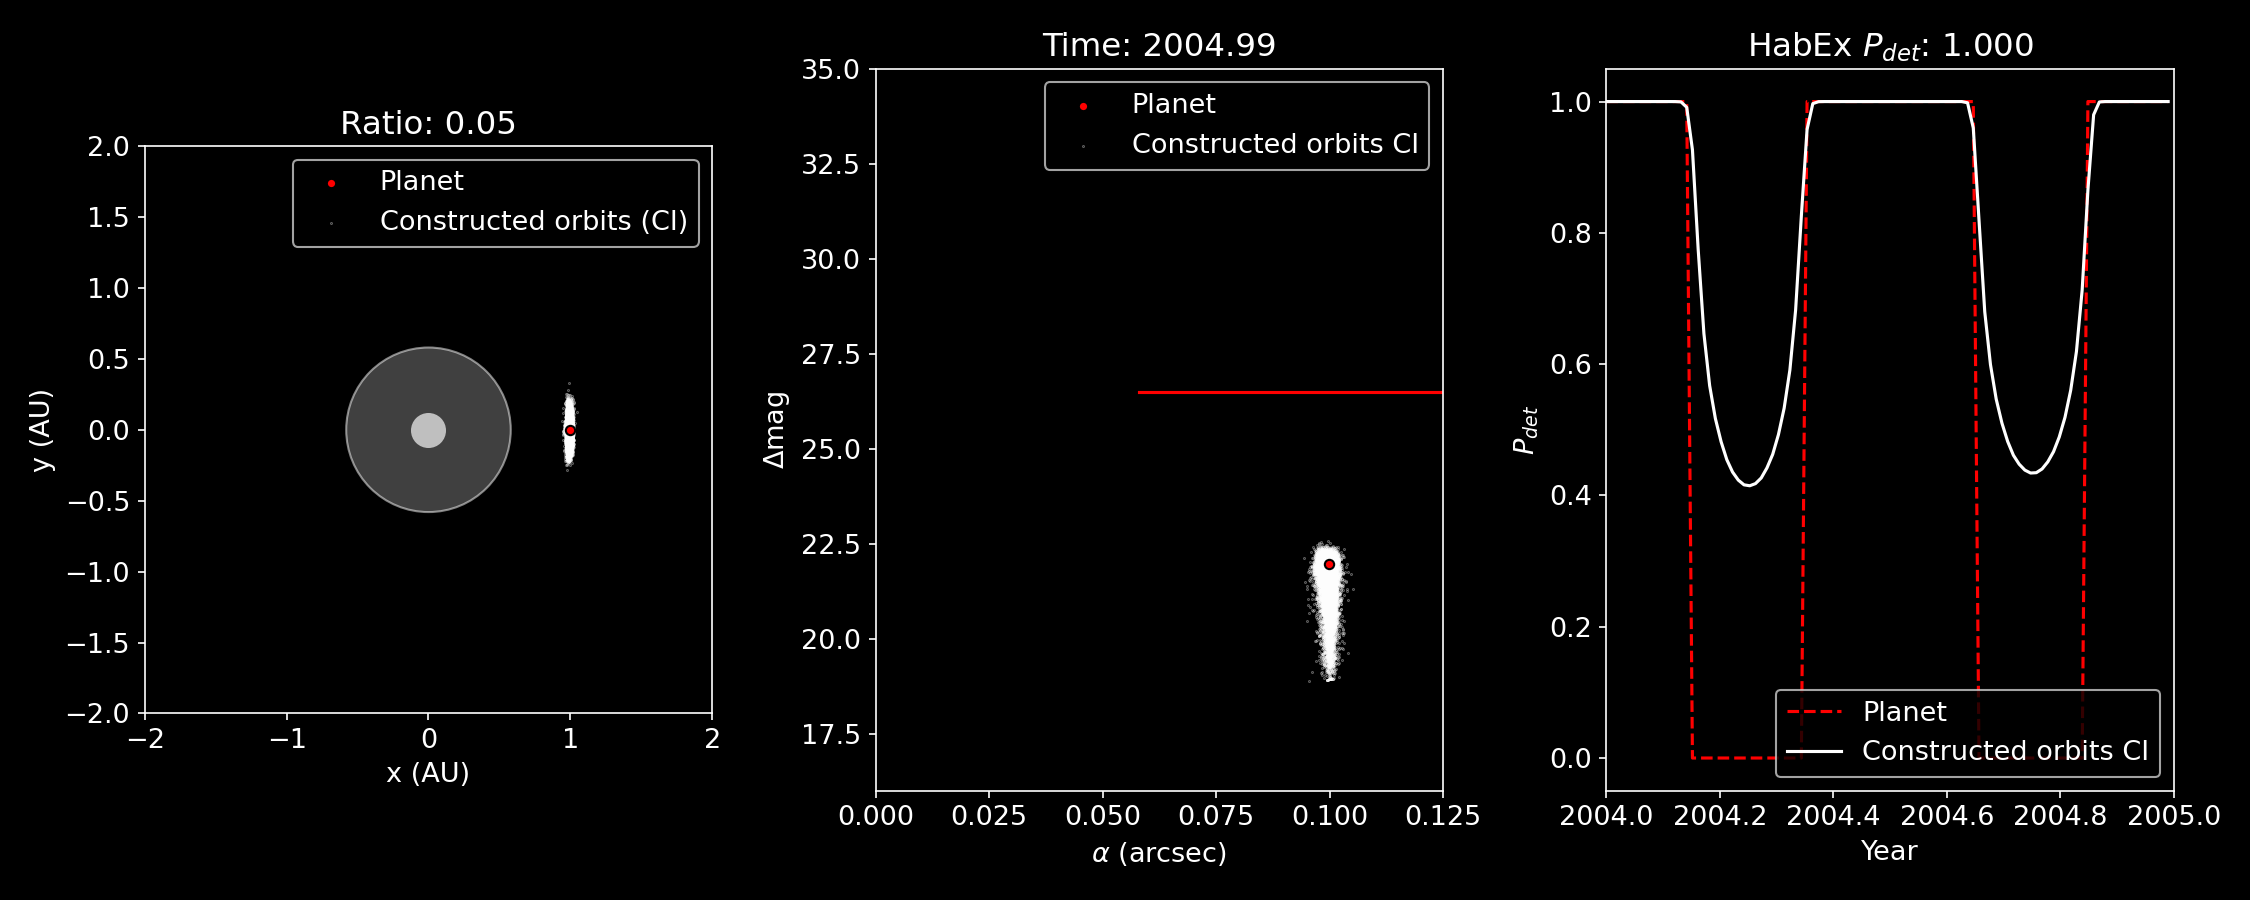 Ratio: 0.05
Planet
Constructed orbits (CI)
2.0
1.5
1.0
0.5
0.0
−0.5
−1.0
−1.5
−2.0
y (AU)
−2 −1 0 1 2
x (AU)
Time: 2004.99
Planet
Constructed orbits CI
35.0
32.5
30.0
27.5
25.0
22.5
20.0
17.5
Δmag
0.000 0.025 0.050 0.075 0.100 0.125
α (arcsec)
HabEx P_det: 1.000
1.0
0.8
0.6
0.4
0.2
0.0
P_det
Planet
Constructed orbits CI
2004.0 2004.2 2004.4 2004.6 2004.8 2005.0
Year